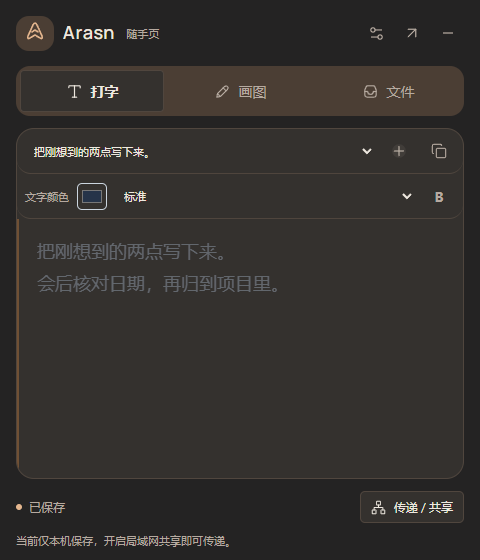 Arasn 随手页
打字 画图 文件
把刚想到的两点写下来。
文字颜色 标准 B
把刚想到的两点写下来。
会后核对日期，再归到项目里。
已保存 传递 / 共享
当前仅本机保存，开启局域网共享即可传递。